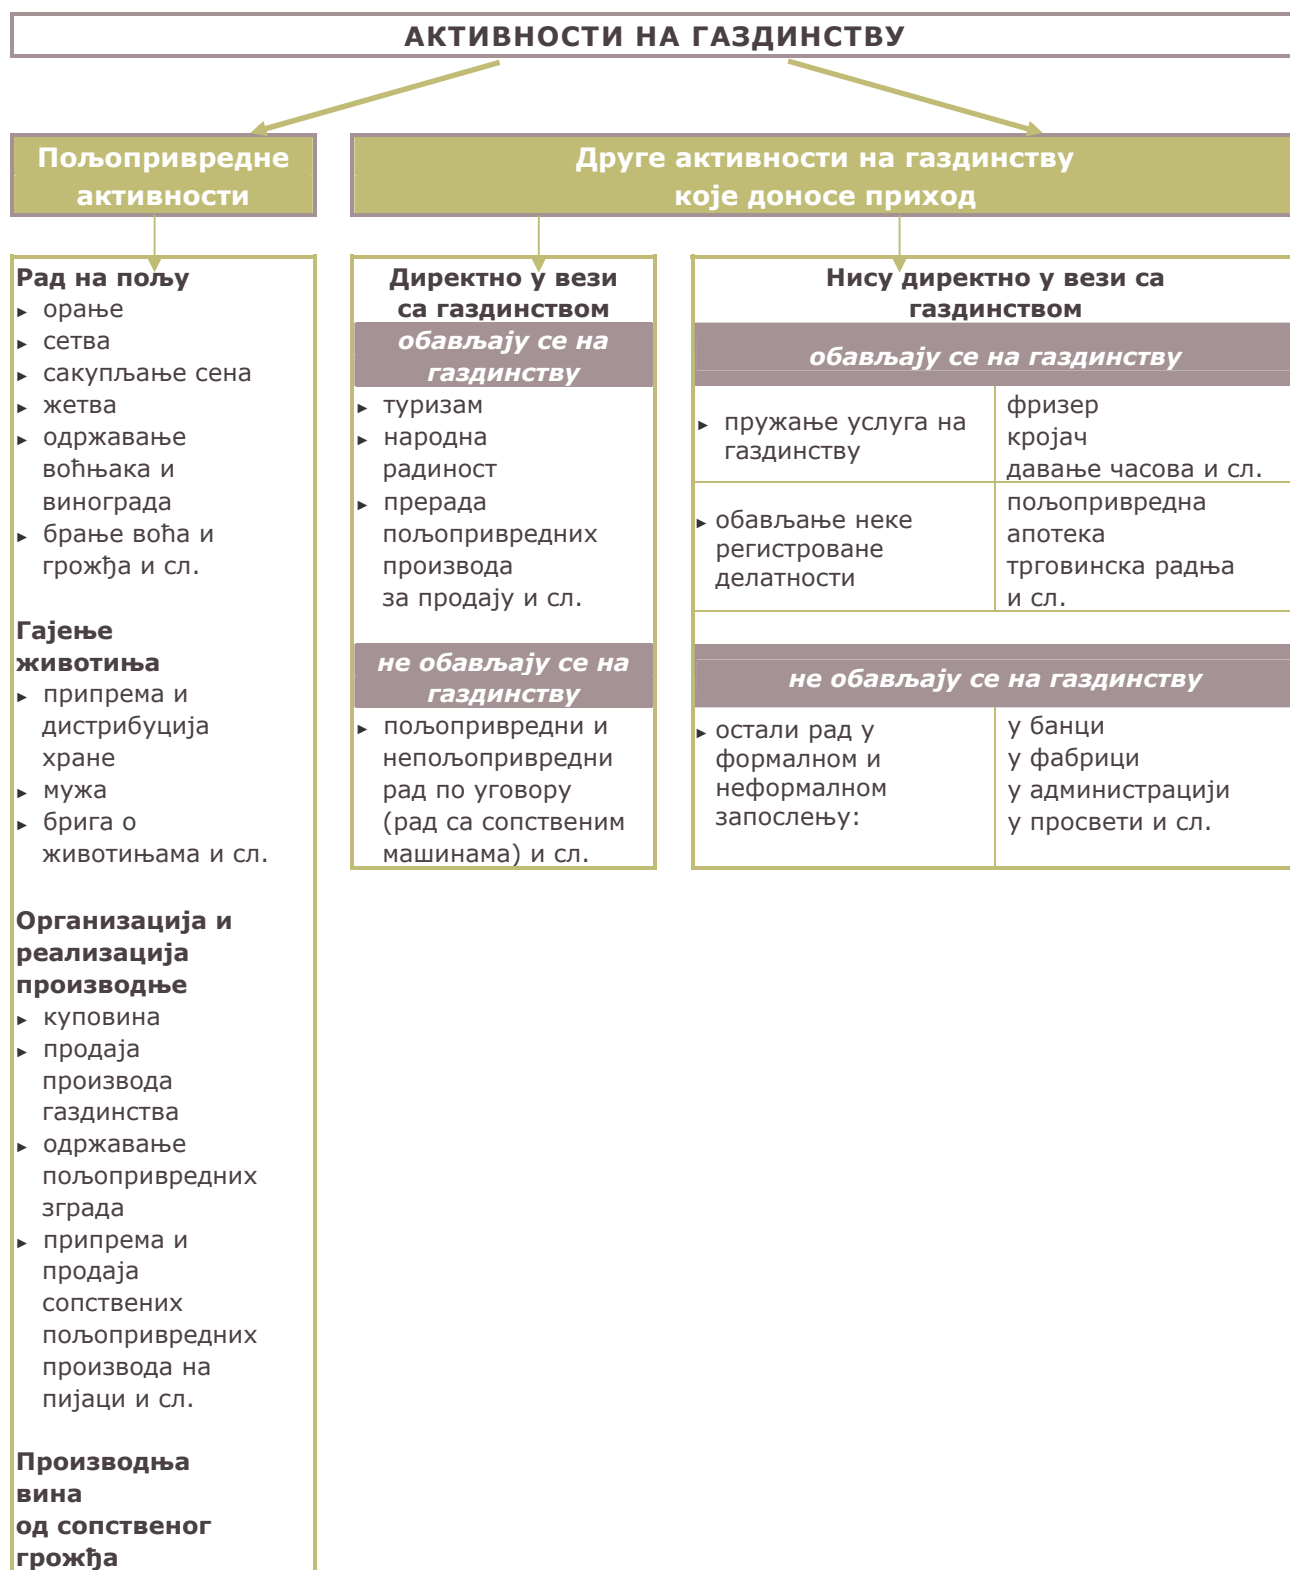 АКТИВНОСТИ НА ГАЗДИНСТВУ
Пољопривредне
активности
Друге активности на газдинству
које доносе приход
Рад на пољу
► орање
► сетва
► сакупљање сена
► жетва
► одржавање
воћњака и
винограда
► брање воћа и
грожђа и сл.
Гајење
животиња
► припрема и
дистрибуција
хране
► мужа
► брига о
животињама и сл.
Организација и
реализација
производње
► куповина
► продаја
производа
газдинства
► одржавање
пољопривредних
зграда
► припрема и
продаја
сопствених
пољопривредних
производа на
пијаци и сл.
Производња
вина
од сопственог
грожђа
Директно у вези
са газдинством
обављају се на
газдинству
► туризам
► народна
радиност
► прерада
пољопривредних
производа
за продају и сл.
не обављају се на
газдинству
► пољопривредни и
непољопривредни
рад по уговору
(рад са сопственим
машинама) и сл.
Нису директно у вези са
газдинством
обављају се на газдинству
► пружање услуга на
газдинству
фризер
кројач
давање часова и сл.
► обављање неке
регистроване
делатности
пољопривредна
апотека
трговинска радња
и сл.
не обављају се на газдинству
► остали рад у
формалном и
неформалном
запослењу:
у банци
у фабрици
у администрацији
у просвети и сл.